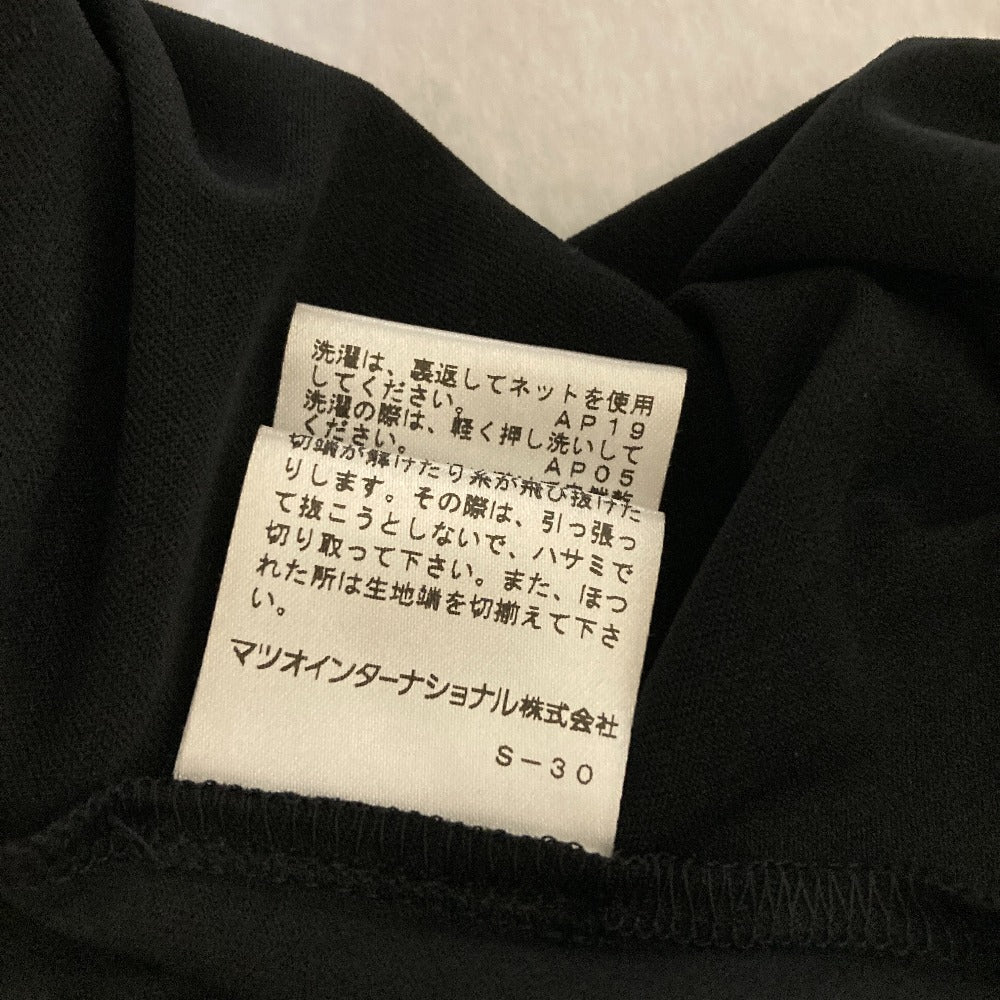 洗濯は、裏返してネットを使用
してください。 AP19
洗濯の際は、軽く押し洗いして
ください。 AP05
切端が解けたり糸が飛び抜けた
りします。その際は、引っ張っ
て抜こうとしないで、ハサミで
切り取って下さい。また、ほつ
れた所は生地端を切揃えて下さ
い。
マツオインターナショナル株式会社
S-30